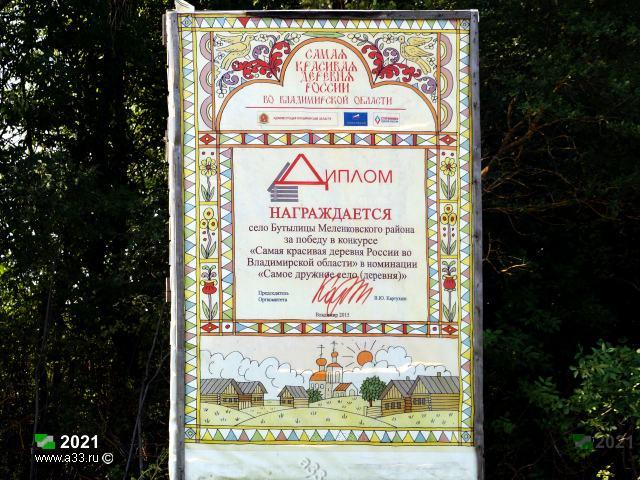 САМАЯ
КРАСИВАЯ
ДЕРЕВНЯ
РОССИИ
ВО ВЛАДИМИРСКОЙ ОБЛАСТИ
АДМИНИСТРАЦИЯ ВЛАДИМИРСКОЙ ОБЛАСТИ
ДИПЛОМ
НАГРАЖДАЕТСЯ
село Бутылицы Меленковского района
за победу в конкурсе
«Самая красивая деревня России во
Владимирской области» в номинации
«Самое дружное село (деревня)»
Председатель
Оргкомитета
В.Ю. Картухин
Владимир 2015
2021
www.a33.ru ©
a33
2021